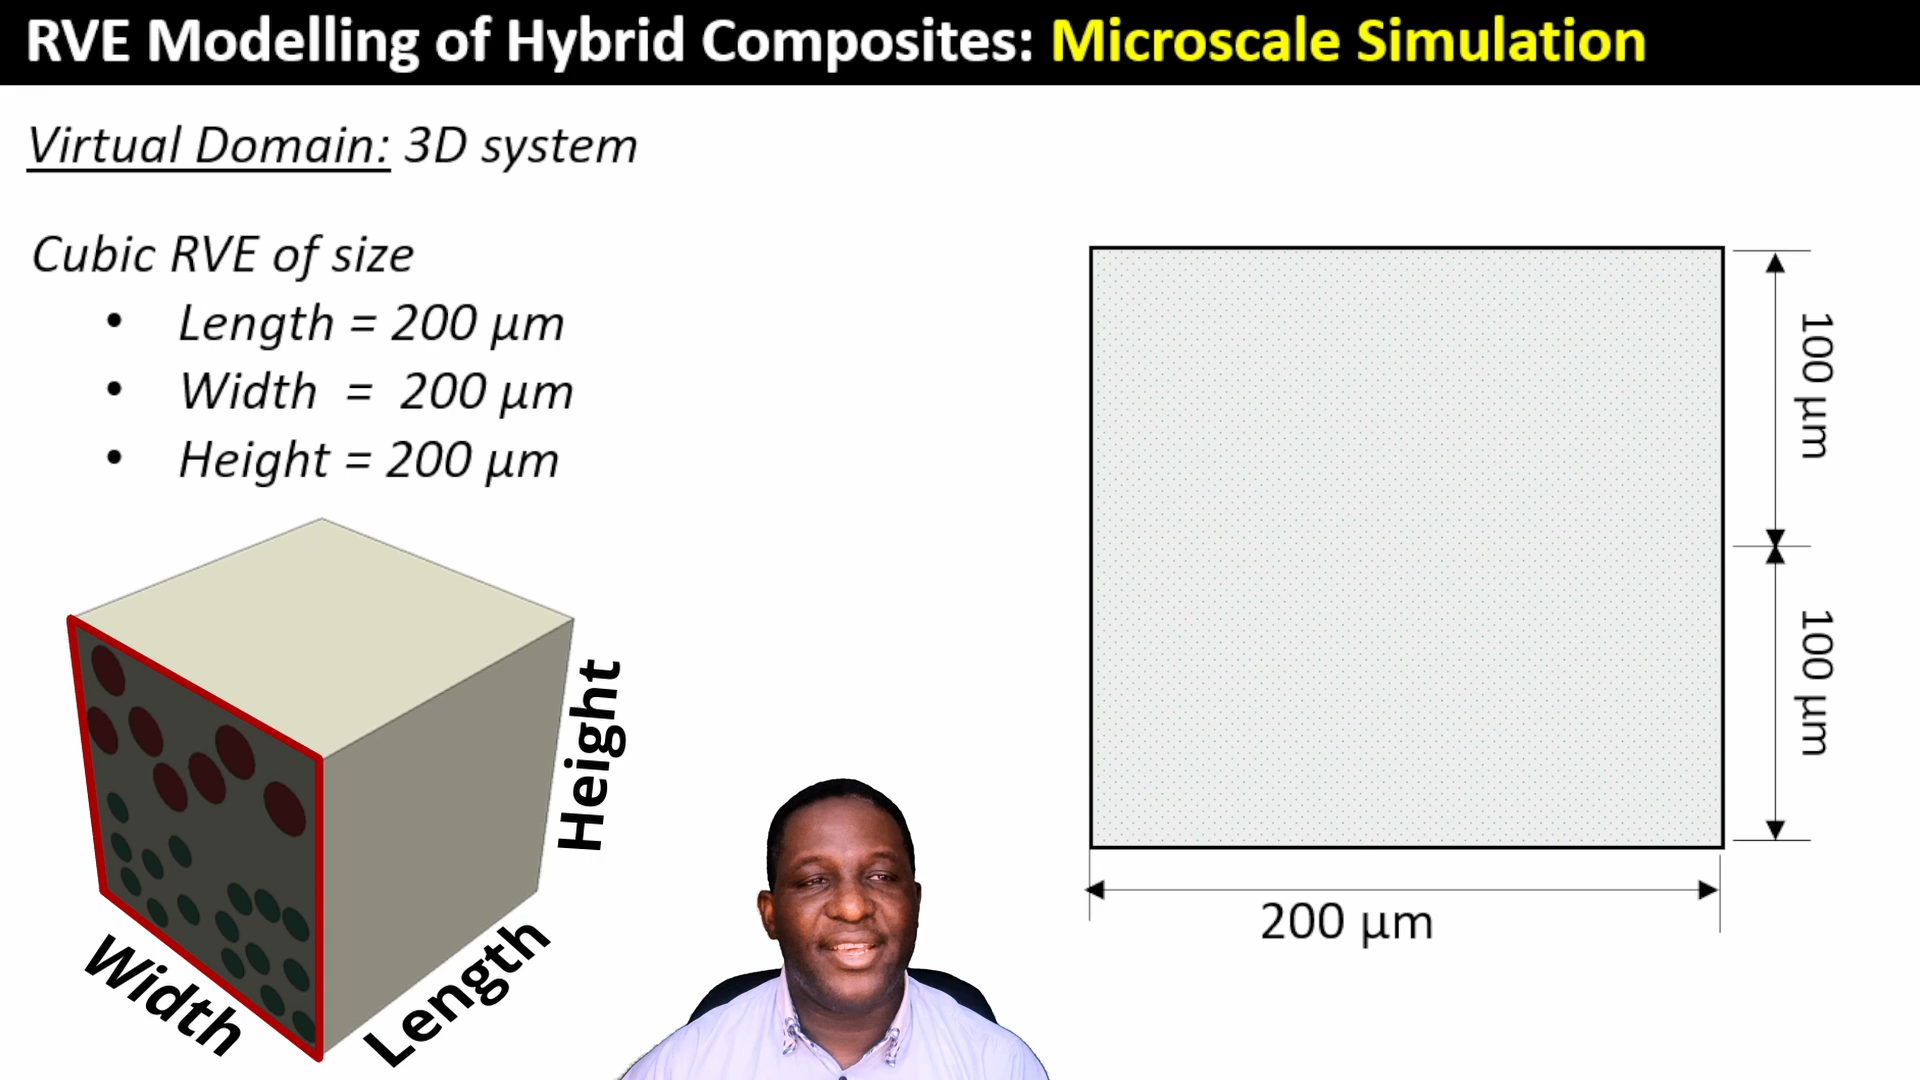 RVE Modelling of Hybrid Composites: Microscale Simulation
Virtual Domain: 3D system
Cubic RVE of size
• Length = 200 μm
• Width = 200 μm
• Height = 200 μm
Height
Width
Length
100 μm
100 μm
200 μm